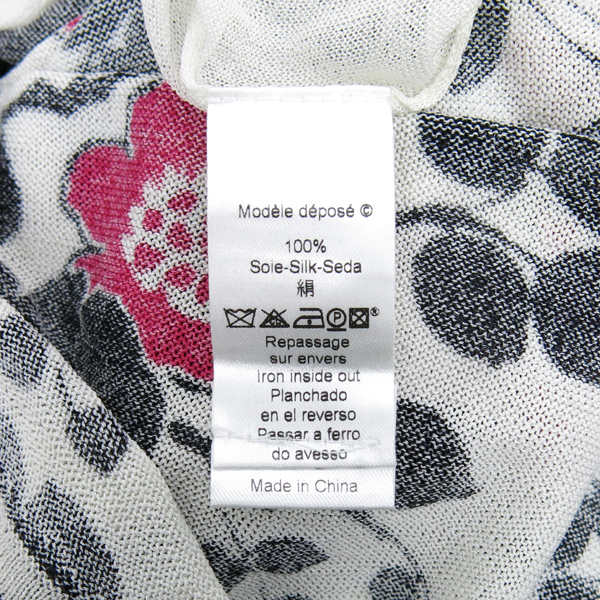 Modèle déposé ©
100%
Soie-Silk-Seda
絹
P ®
Repassage
sur envers
Iron inside out
Planchado
en el reverso
Passar a ferro
do avesso
Made in China